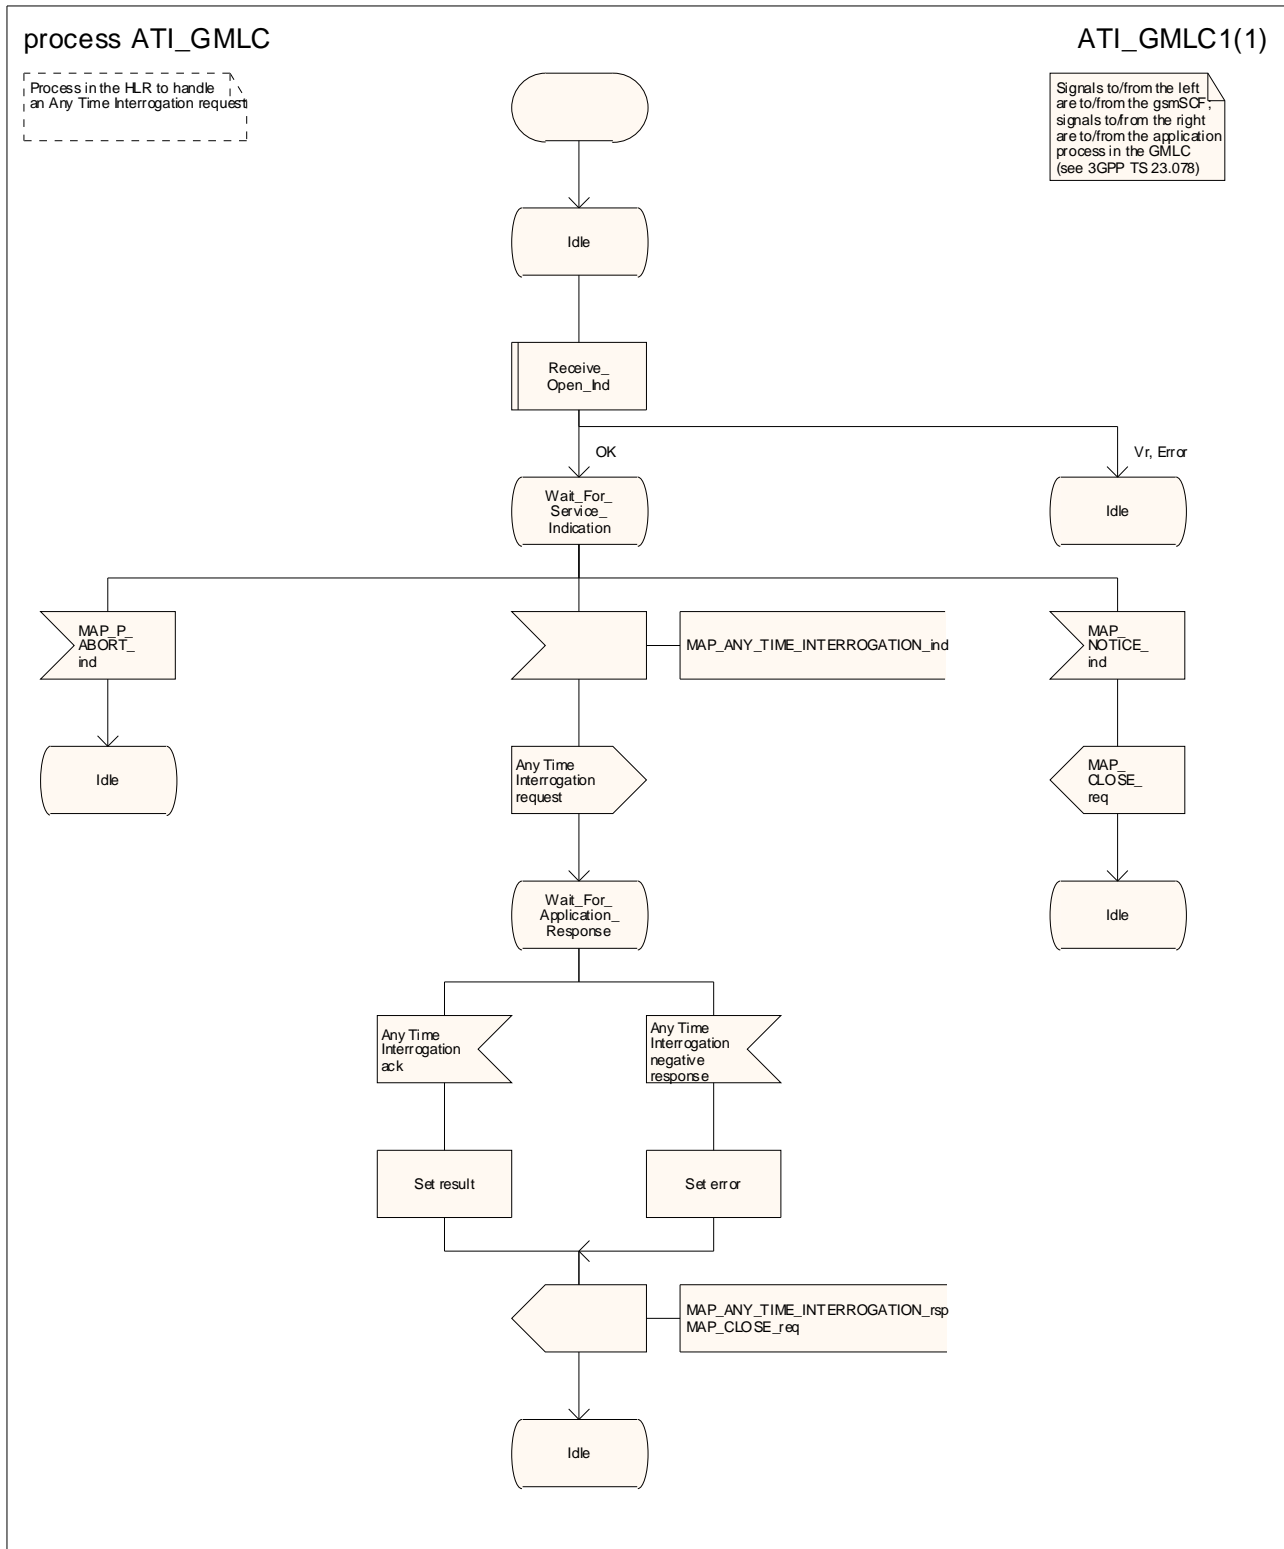 process ATI_GMLC
ATI_GMLC1(1)
Process in the HLR to handle
an Any Time Interrogation request
Signals to/from the left
are to/from the gsmSCF;
signals to/from the right
are to/from the application
process in the GMLC
(see 3GPP TS 23.078)
Idle
Receive_
Open_Ind
OK
Vr, Error
Wait_For_
Service_
Indication
Idle
MAP_P_
ABORT_
ind
MAP_ANY_TIME_INTERROGATION_ind
MAP_
NOTICE_
ind
Idle
Any Time
Interrogation
request
MAP_
CLOSE_
req
Wait_For_
Application_
Response
Idle
Any Time
Interrogation
ack
Any Time
Interrogation
negative
response
Set result
Set error
MAP_ANY_TIME_INTERROGATION_rsp
MAP_CLOSE_req
Idle